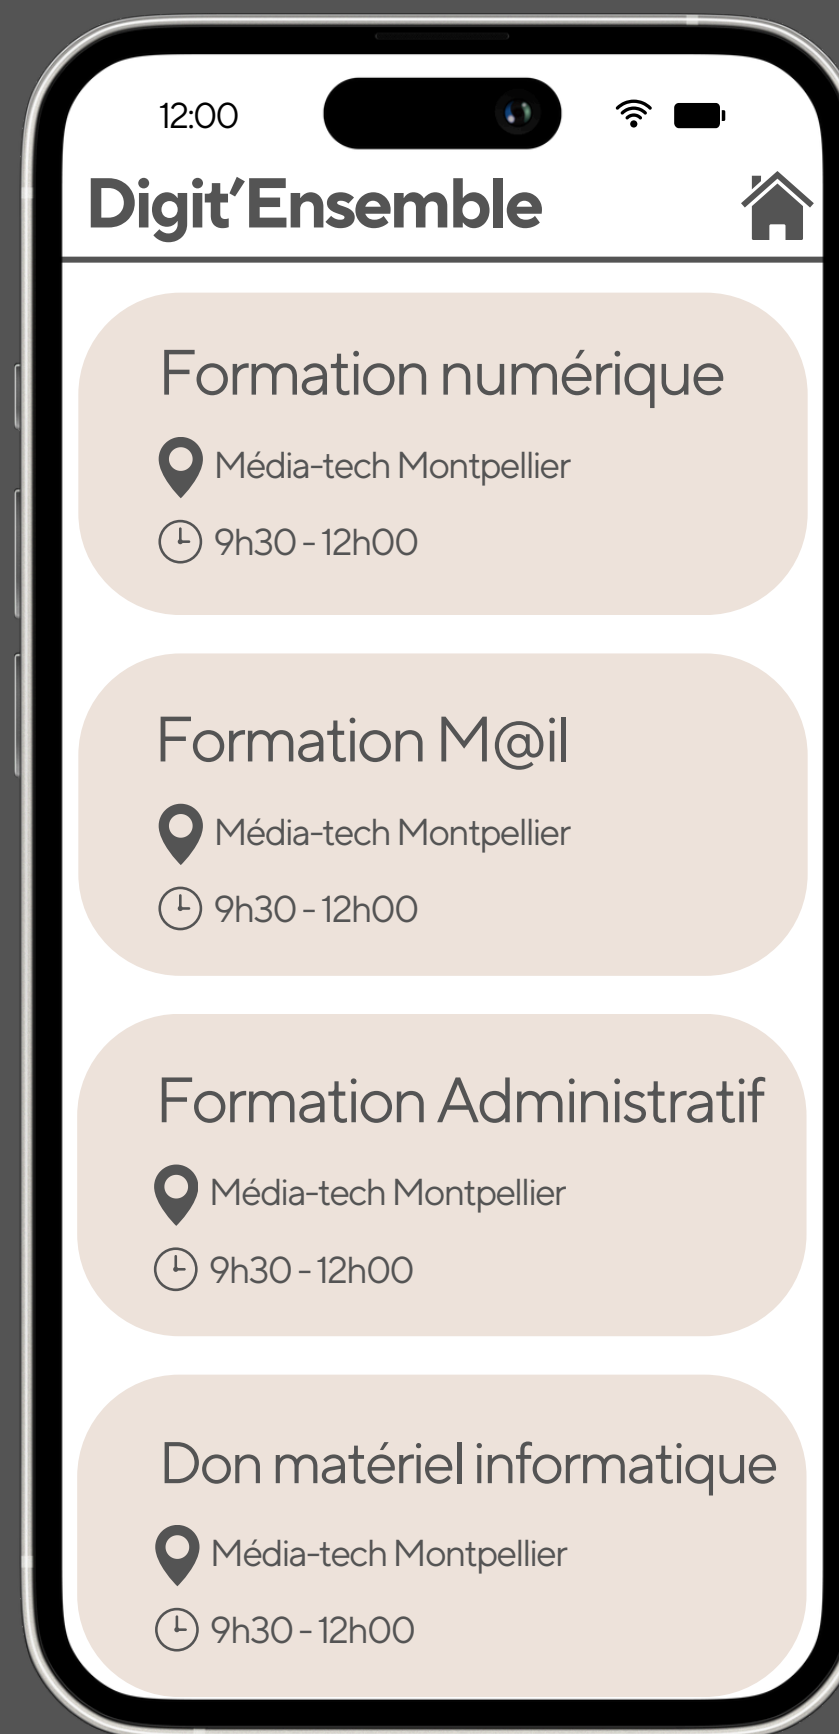 12:00
Digit'Ensemble
Formation numérique
Média-tech Montpellier
9h30 - 12h00
Formation M@il
Média-tech Montpellier
9h30 - 12h00
Formation Administratif
Média-tech Montpellier
9h30 - 12h00
Don matériel informatique
Média-tech Montpellier
9h30 - 12h00